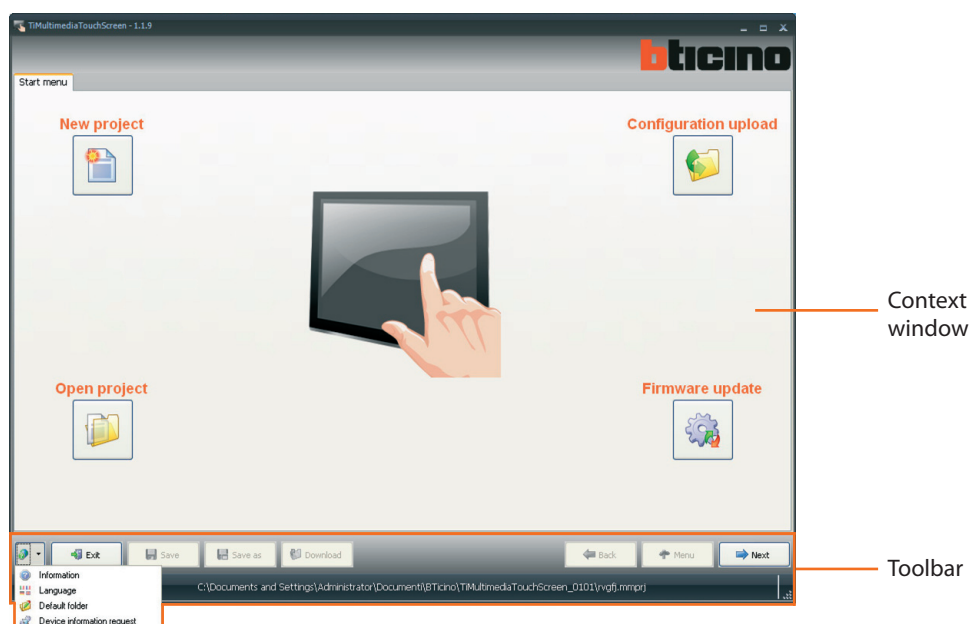 TiMultimediaTouchScreen - 1.1.9
bticino
Start menu
New project
Configuration upload
Context
window
Open project
Firmware update
Exit
Save
Save as
Download
Back
Menu
Next
Toolbar
C:\Documents and Settings\Administrator\Documenti\BTicino\TiMultimediaTouchScreen_0101\rvgfj.mmprj
Information
Language
Default folder
Device information request